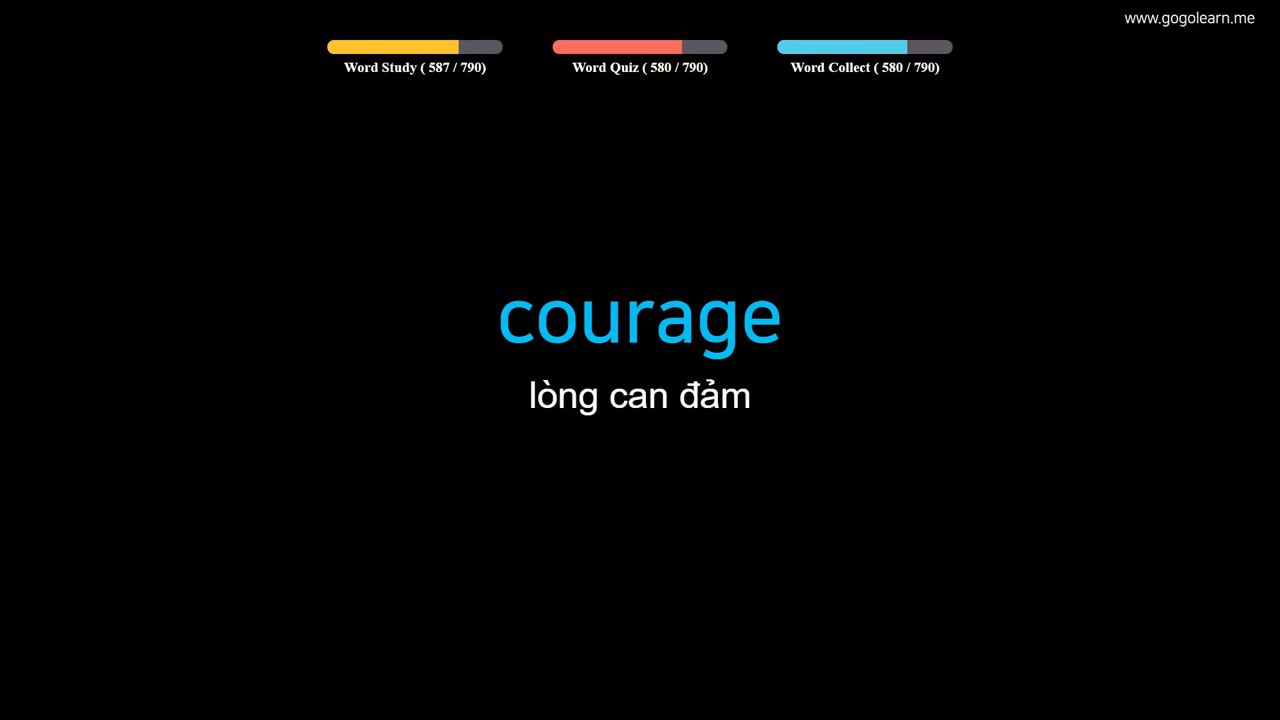 www.gogolearn.me
Word Study ( 587 / 790)
Word Quiz ( 580 / 790)
Word Collect ( 580 / 790)
courage
lòng can đảm